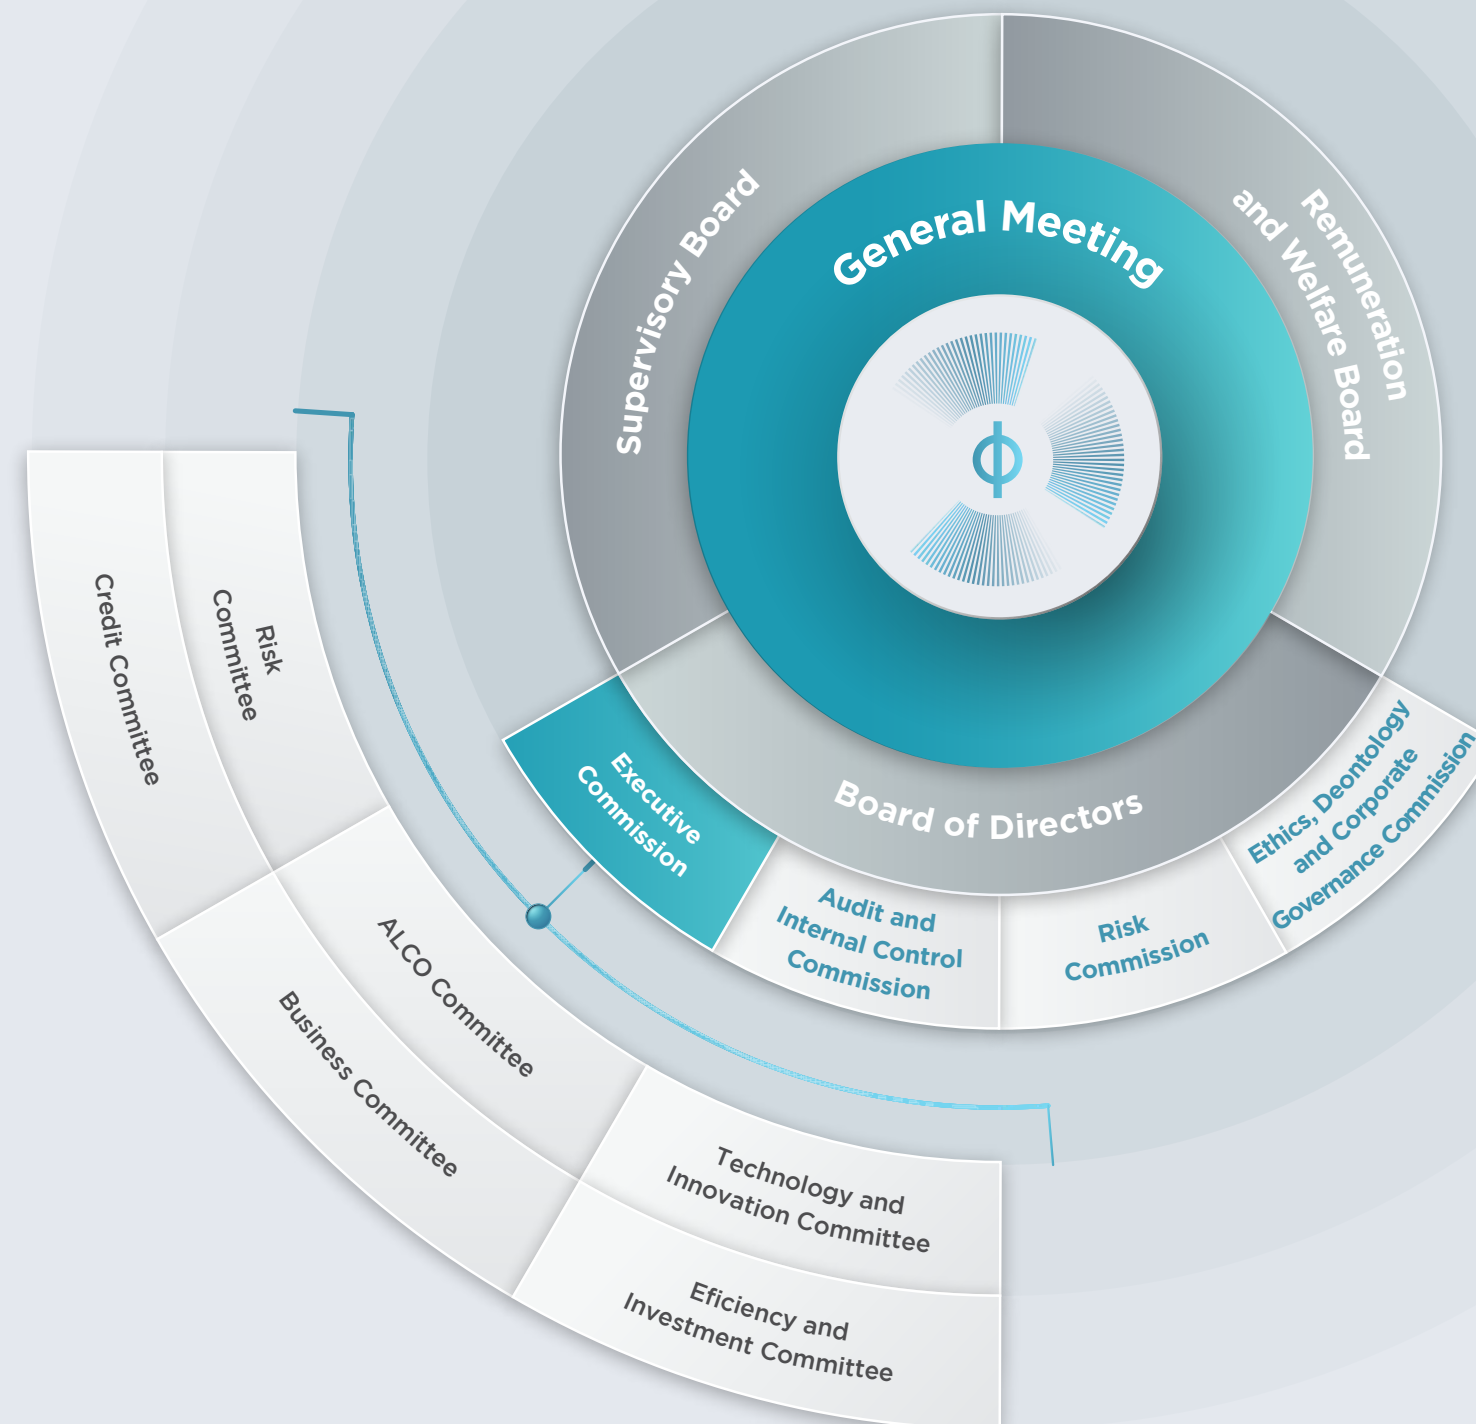 General Meeting
Supervisory Board
Remuneration
and Welfare Board
Board of Directors
Executive
Commission
Audit and
Internal Control
Commission
Risk
Commission
Ethics, Deontology
and Corporate
Governance Commission
Risk
Committee
Credit Committee
ALCO Committee
Business Committee
Technology and
Innovation Committee
Eficiency and
Investment Committee